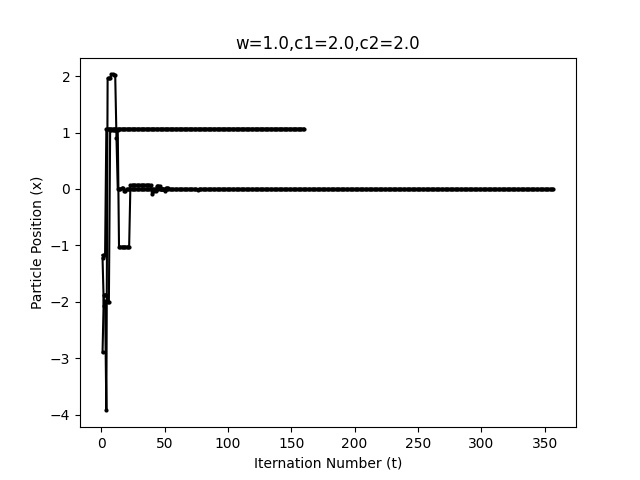 w=1.0,c1=2.0,c2=2.0
2
1
0
−1
−2
−3
−4
Particle Position (x)
0 50 100 150 200 250 300 350
Iternation Number (t)